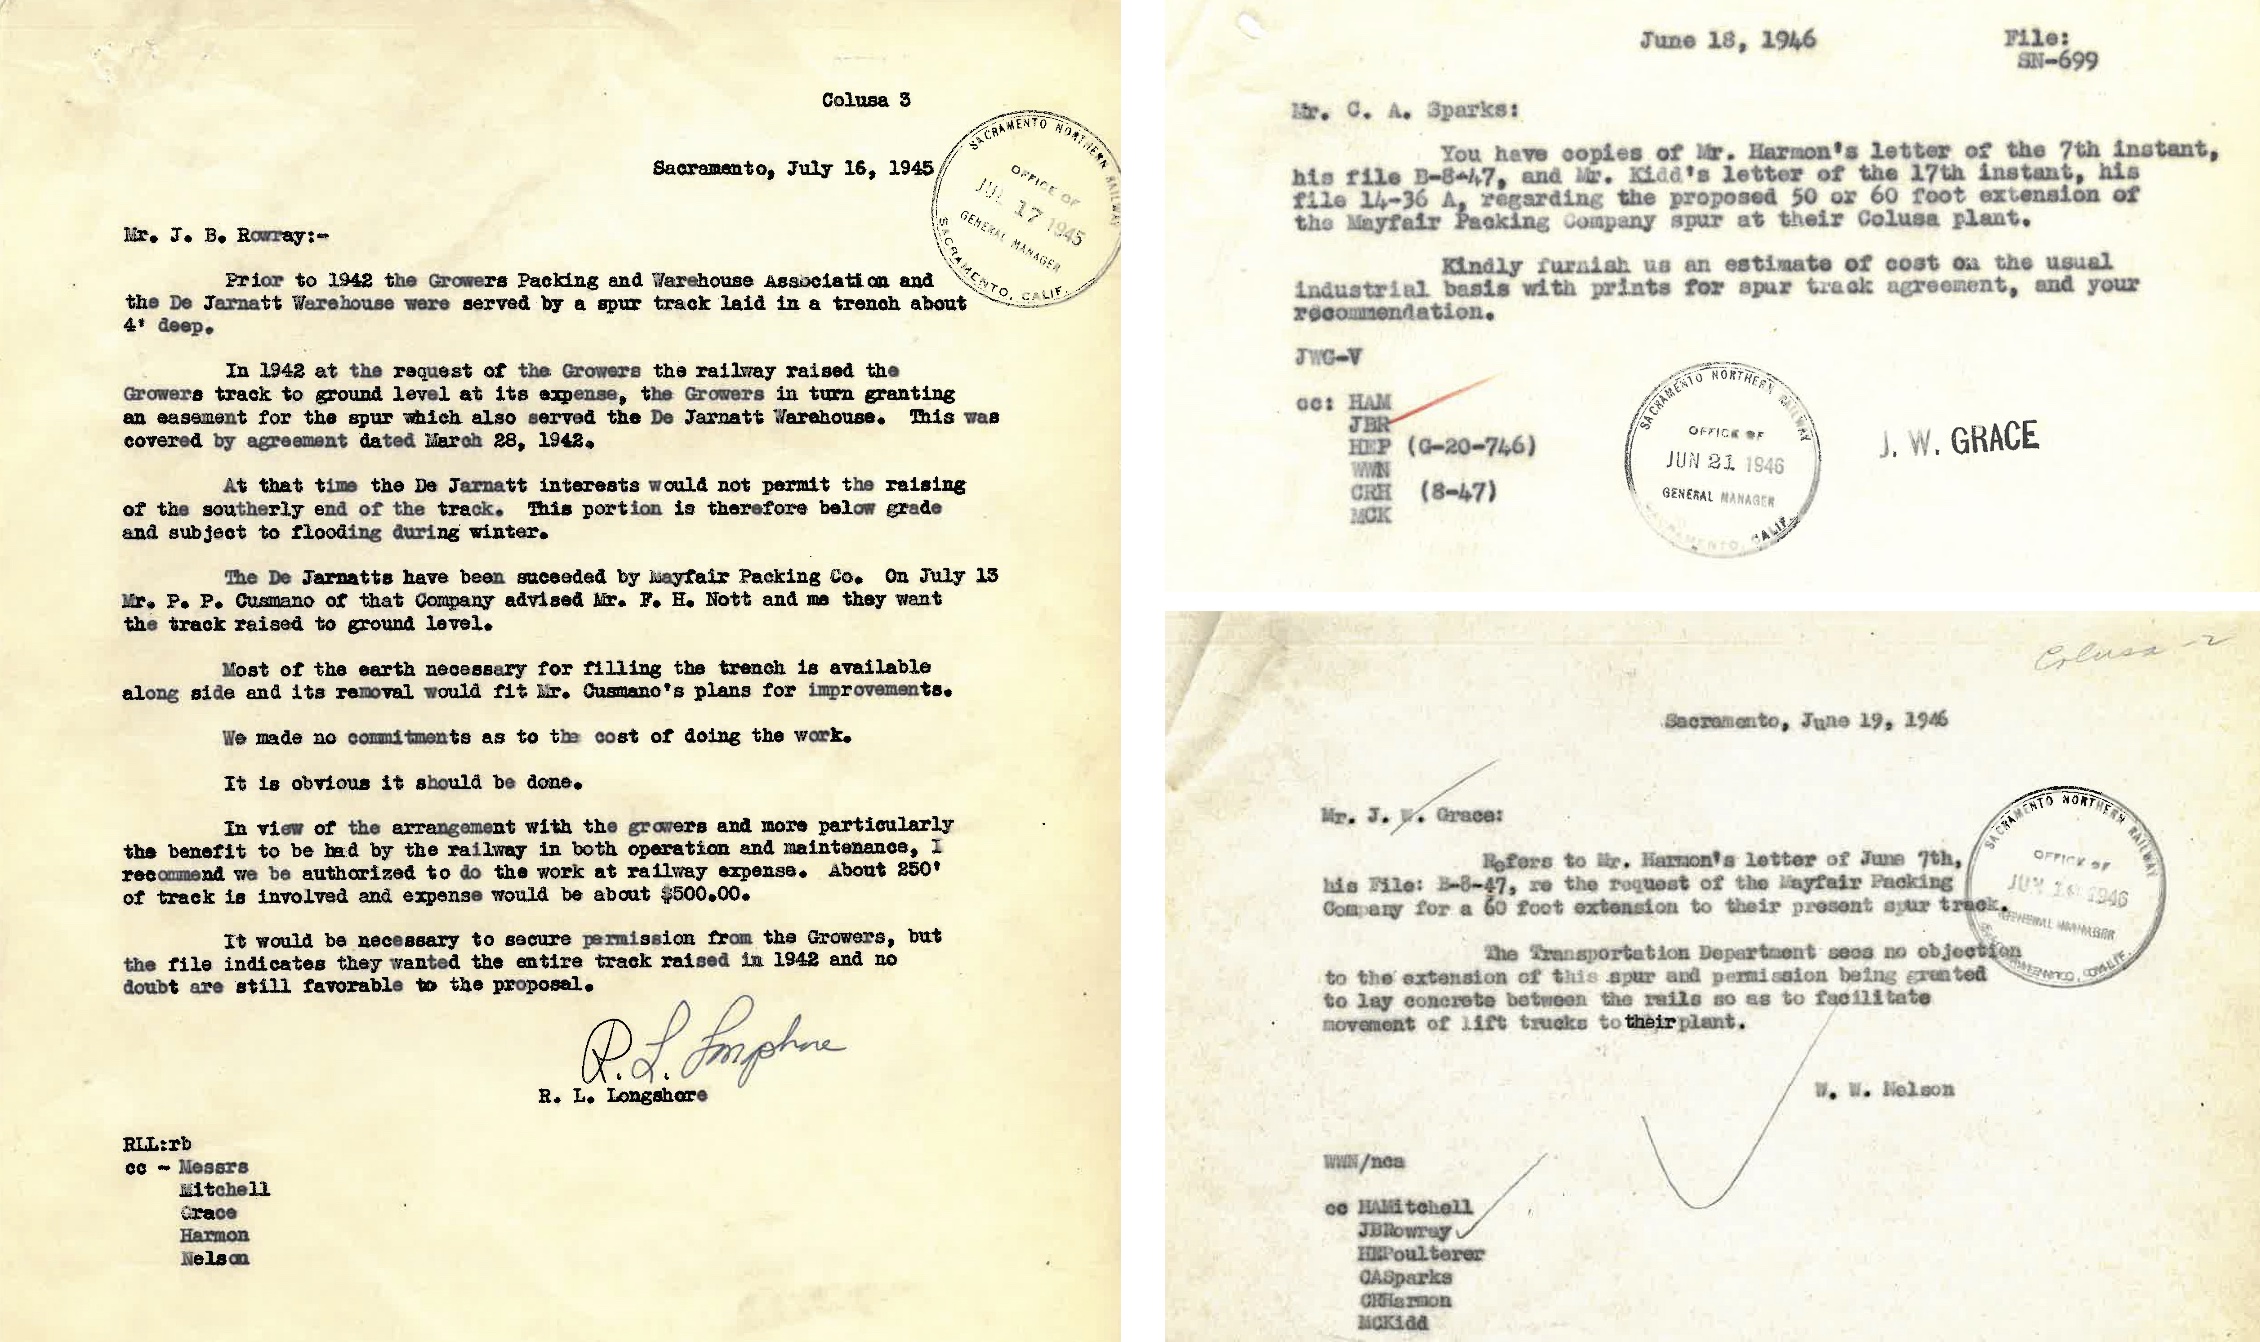 Colusa 3
Sacramento, July 16, 1945
SACRAMENTO NORTHERN RAILWAY
OFFICE OF
JUL 17 1945
GENERAL MANAGER
SACRAMENTO, CALIF.
Mr. J. B. Rowray:-
Prior to 1942 the Growers Packing and Warehouse Association and
the De Jarnatt Warehouse were served by a spur track laid in a trench about
4' deep.
In 1942 at the request of the Growers the railway raised the
Growers track to ground level at its expense, the Growers in turn granting
an easement for the spur which also served the De Jarnatt Warehouse. This was
covered by agreement dated March 28, 1942.
At that time the De Jarnatt interests would not permit the raising
of the southerly end of the track. This portion is therefore below grade
and subject to flooding during winter.
The De Jarnatts have been suceeded by Mayfair Packing Co. On July 13
Mr. P. P. Cusmano of that Company advised Mr. F. H. Nott and me they want
the track raised to ground level.
Most of the earth necessary for filling the trench is available
along side and its removal would fit Mr. Cusmano's plans for improvements.
We made no commitments as to the cost of doing the work.
It is obvious it should be done.
In view of the arrangement with the growers and more particularly
the benefit to be had by the railway in both operation and maintenance, I
recommend we be authorized to do the work at railway expense. About 250'
of track is involved and expense would be about $500.00.
It would be necessary to secure permission from the Growers, but
the file indicates they wanted the entire track raised in 1942 and no
doubt are still favorable to the proposal.
R. L. Longshore
R. L. Longshore
RLL:rb
cc - Messrs
Mitchell
Grace
Harmon
Nelson
June 18, 1946
File:
SN-699
Mr. C. A. Sparks:
You have copies of Mr. Harmon's letter of the 7th instant,
his file B-8-47, and Mr. Kidd's letter of the 17th instant, his
file 14-36 A, regarding the proposed 50 or 60 foot extension of
the Mayfair Packing Company spur at their Colusa plant.
Kindly furnish us an estimate of cost on the usual
industrial basis with prints for spur track agreement, and your
recommendation.
JWG-V
cc: HAM
JBR
HEP (G-20-746)
WWN
CRH (8-47)
MCK
SACRAMENTO NORTHERN RAILWAY
OFFICE OF
JUN 21 1946
GENERAL MANAGER
SACRAMENTO, CALIF.
J. W. GRACE
Colusa-2
Sacramento, June 19, 1946
Mr. J. W. Grace:
Refers to Mr. Harmon's letter of June 7th,
his File: B-8-47, re the request of the Mayfair Packing
Company for a 60 foot extension to their present spur track.
The Transportation Department sees no objection
to the extension of this spur and permission being granted
to lay concrete between the rails so as to facilitate
movement of lift trucks to their plant.
SACRAMENTO NORTHERN RAILWAY
OFFICE OF
JUN 1946
GENERAL MANAGER
SACRAMENTO, CALIF.
W. W. Nelson
WWN/nca
cc HAMitchell
JBRowray
HEPoulterer
CASparks
CRHarmon
MCKidd